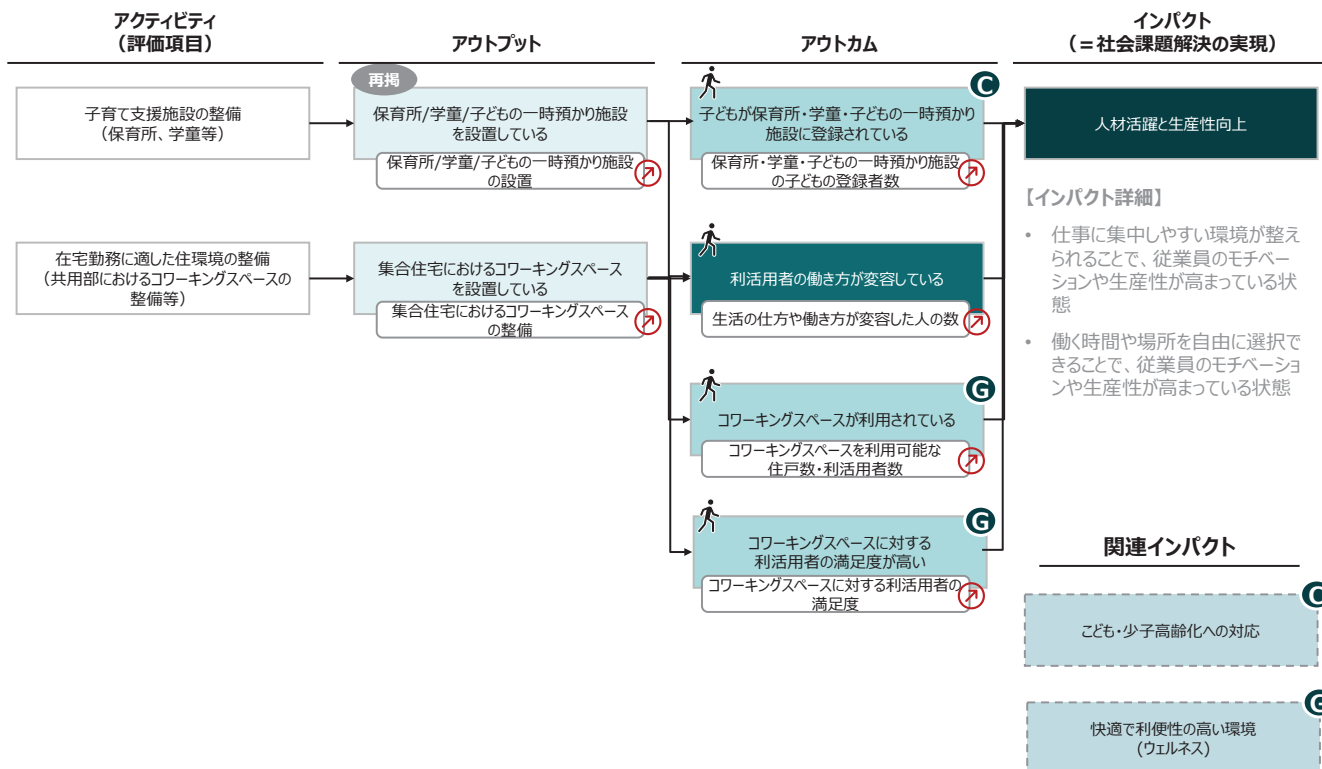 アクティビティ
(評価項目)
アウトプット
アウトカム
インパクト
(=社会課題解決の実現)
子育て支援施設の整備
(保育所、学童等)
再掲
保育所/学童/子どもの一時預かり施設
を設置している
保育所/学童/子どもの一時預かり施設
の設置
C
子どもが保育所・学童・子どもの一時預かり
施設に登録されている
保育所・学童・子どもの一時預かり施設
の子どもの登録者数
人材活躍と生産性向上
在宅勤務に適した住環境の整備
(共用部におけるコワーキングスペースの
整備等)
集合住宅におけるコワーキングスペース
を設置している
集合住宅におけるコワーキングスペース
の整備
利活用者の働き方が変容している
生活の仕方や働き方が変容した人の数
G
コワーキングスペースが利用されている
コワーキングスペースを利用可能な
住戸数・利活用者数
G
コワーキングスペースに対する
利活用者の満足度が高い
コワーキングスペースに対する利活用者の
満足度
【インパクト詳細】
• 仕事に集中しやすい環境が整え
られることで、従業員のモチベー
ションや生産性が高まっている状
態
• 働く時間や場所を自由に選択で
きることで、従業員のモチベーショ
ンや生産性が高まっている状態
関連インパクト
C
こども・少子高齢化への対応
G
快適で利便性の高い環境
(ウェルネス)